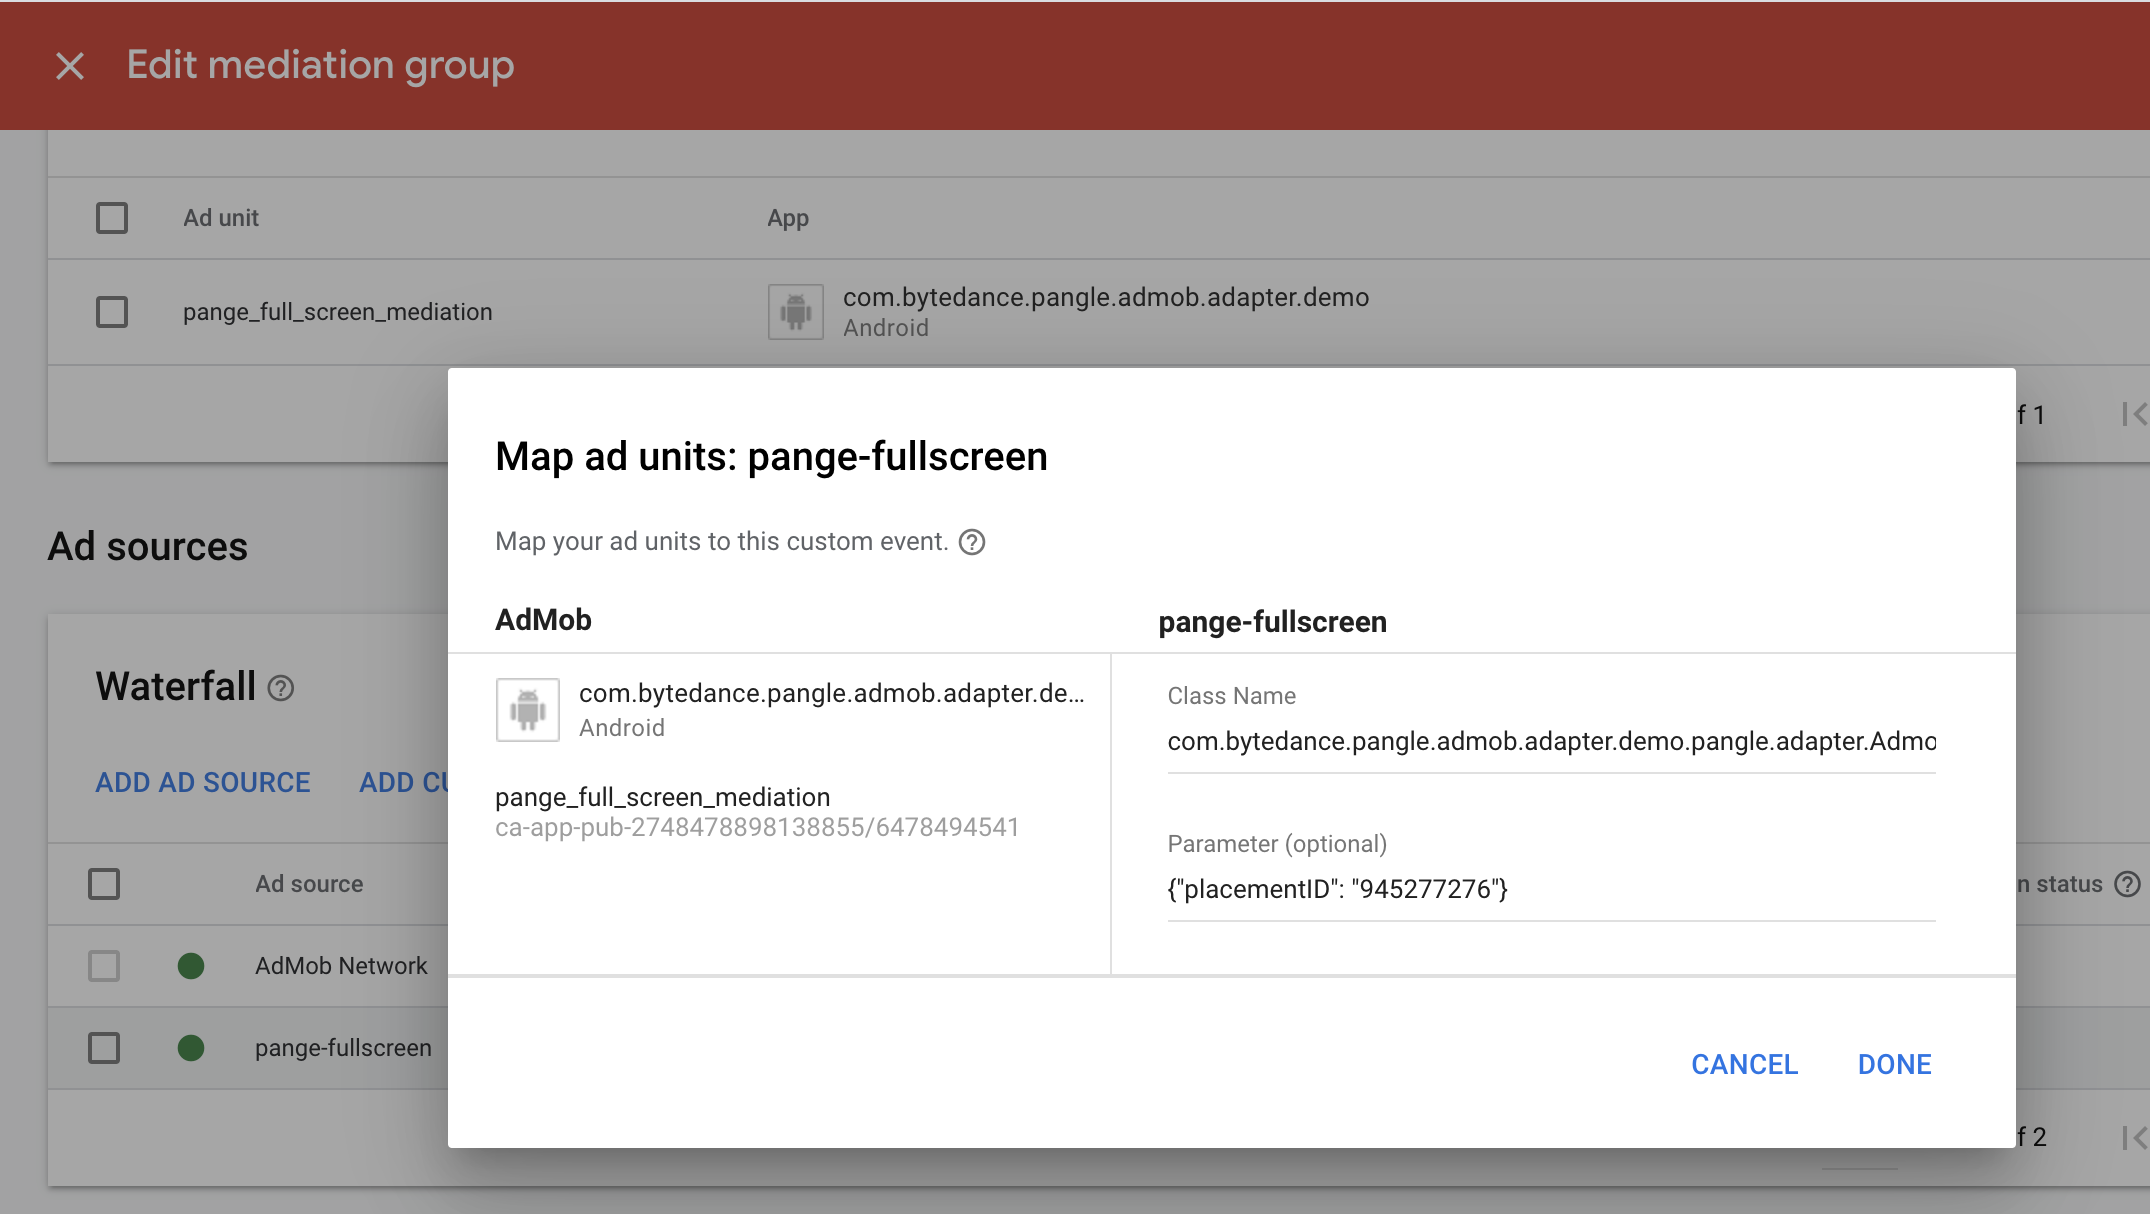 Edit mediation group
Ad unit App
pange_full_screen_mediation
com.bytedance.pangle.admob.adapter.demo
Android
f 1
Map ad units: pange-fullscreen
Map your ad units to this custom event.
AdMob
pange-fullscreen
com.bytedance.pangle.admob.adapter.de...
Android
pange_full_screen_mediation
ca-app-pub-2748478898138855/6478494541
Class Name
com.bytedance.pangle.admob.adapter.demo.pangle.adapter.Admo
Parameter (optional)
{"placementID": "945277276"}
CANCEL DONE
Ad sources
Waterfall
ADD AD SOURCE ADD CU
Ad source
n status
AdMob Network
pange-fullscreen
f 2